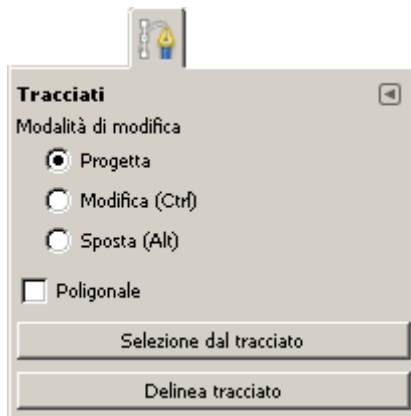 Tracciati
Modalità di modifica
Progetta
Modifica (Ctrl)
Sposta (Alt)
Poligonale
Selezione dal tracciato
Delinea tracciato